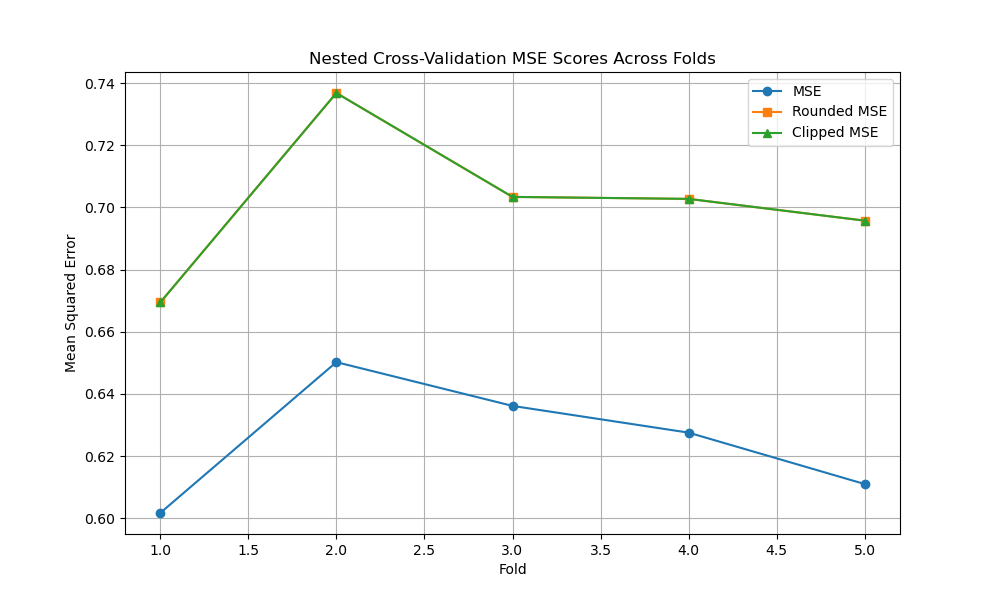 Nested Cross-Validation MSE Scores Across Folds
MSE
Rounded MSE
Clipped MSE
Mean Squared Error
0.74
0.72
0.70
0.68
0.66
0.64
0.62
0.60
1.0 1.5 2.0 2.5 3.0 3.5 4.0 4.5 5.0
Fold